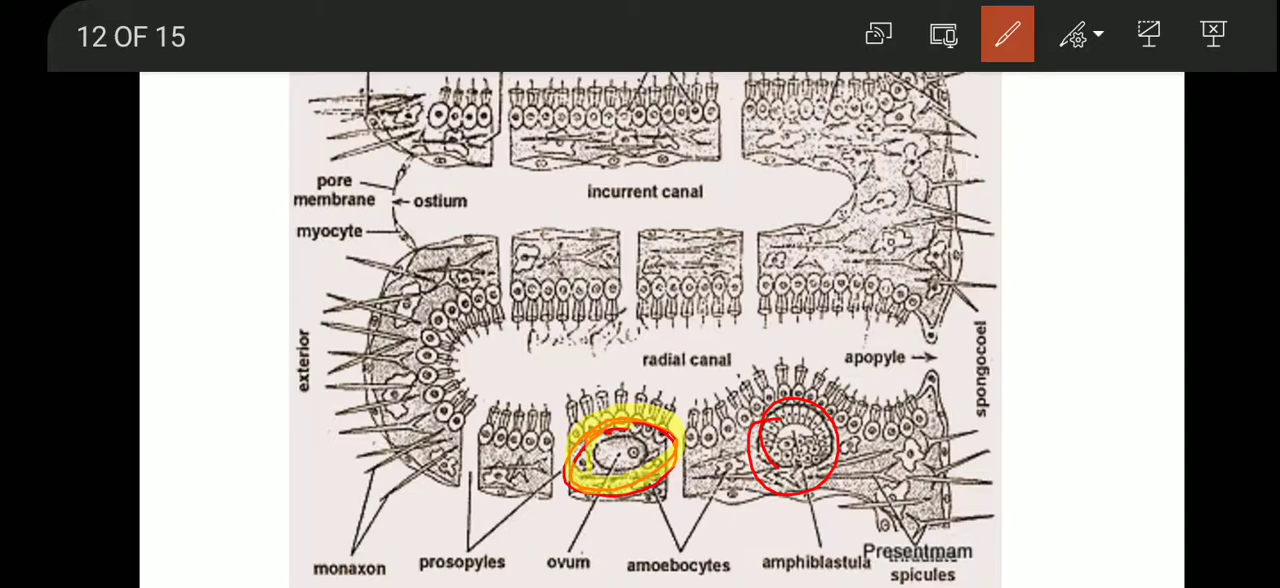 12 OF 15
pore
membrane
ostium
incurrent canal
myocyte
exterior
radial canal
apopyle
spongocoel
monaxon
prosopyles
ovum
amoebocytes
amphiblastula
Presentmam
spicules